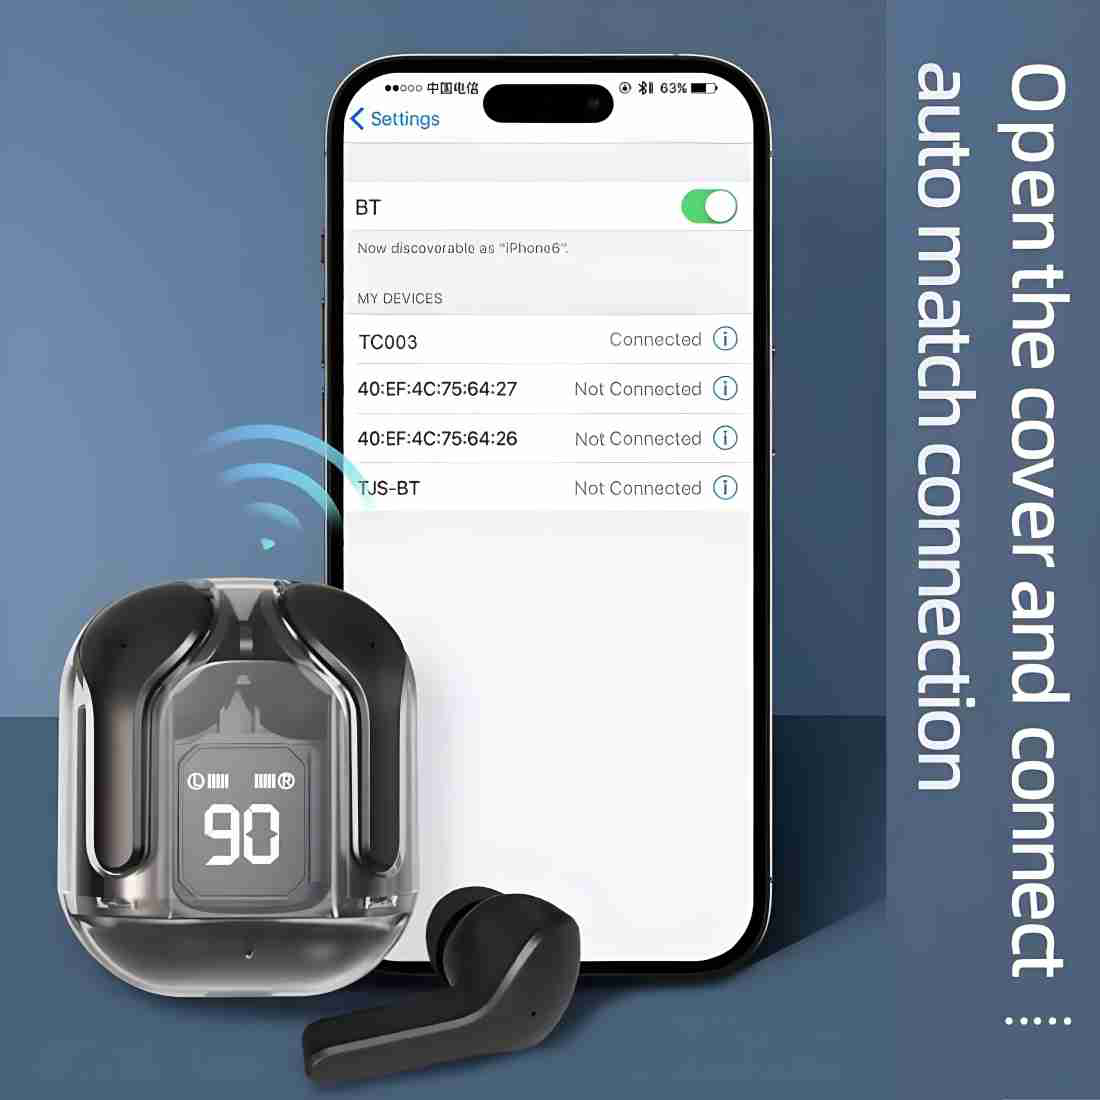 中国电信
63%
Settings
BT
Now discoverable as "iPhone6".
MY DEVICES
TC003 Connected
40:EF:4C:75:64:27 Not Connected
40:EF:4C:75:64:26 Not Connected
TJS-BT Not Connected
L R
90
Open the cover and connect
auto match connection